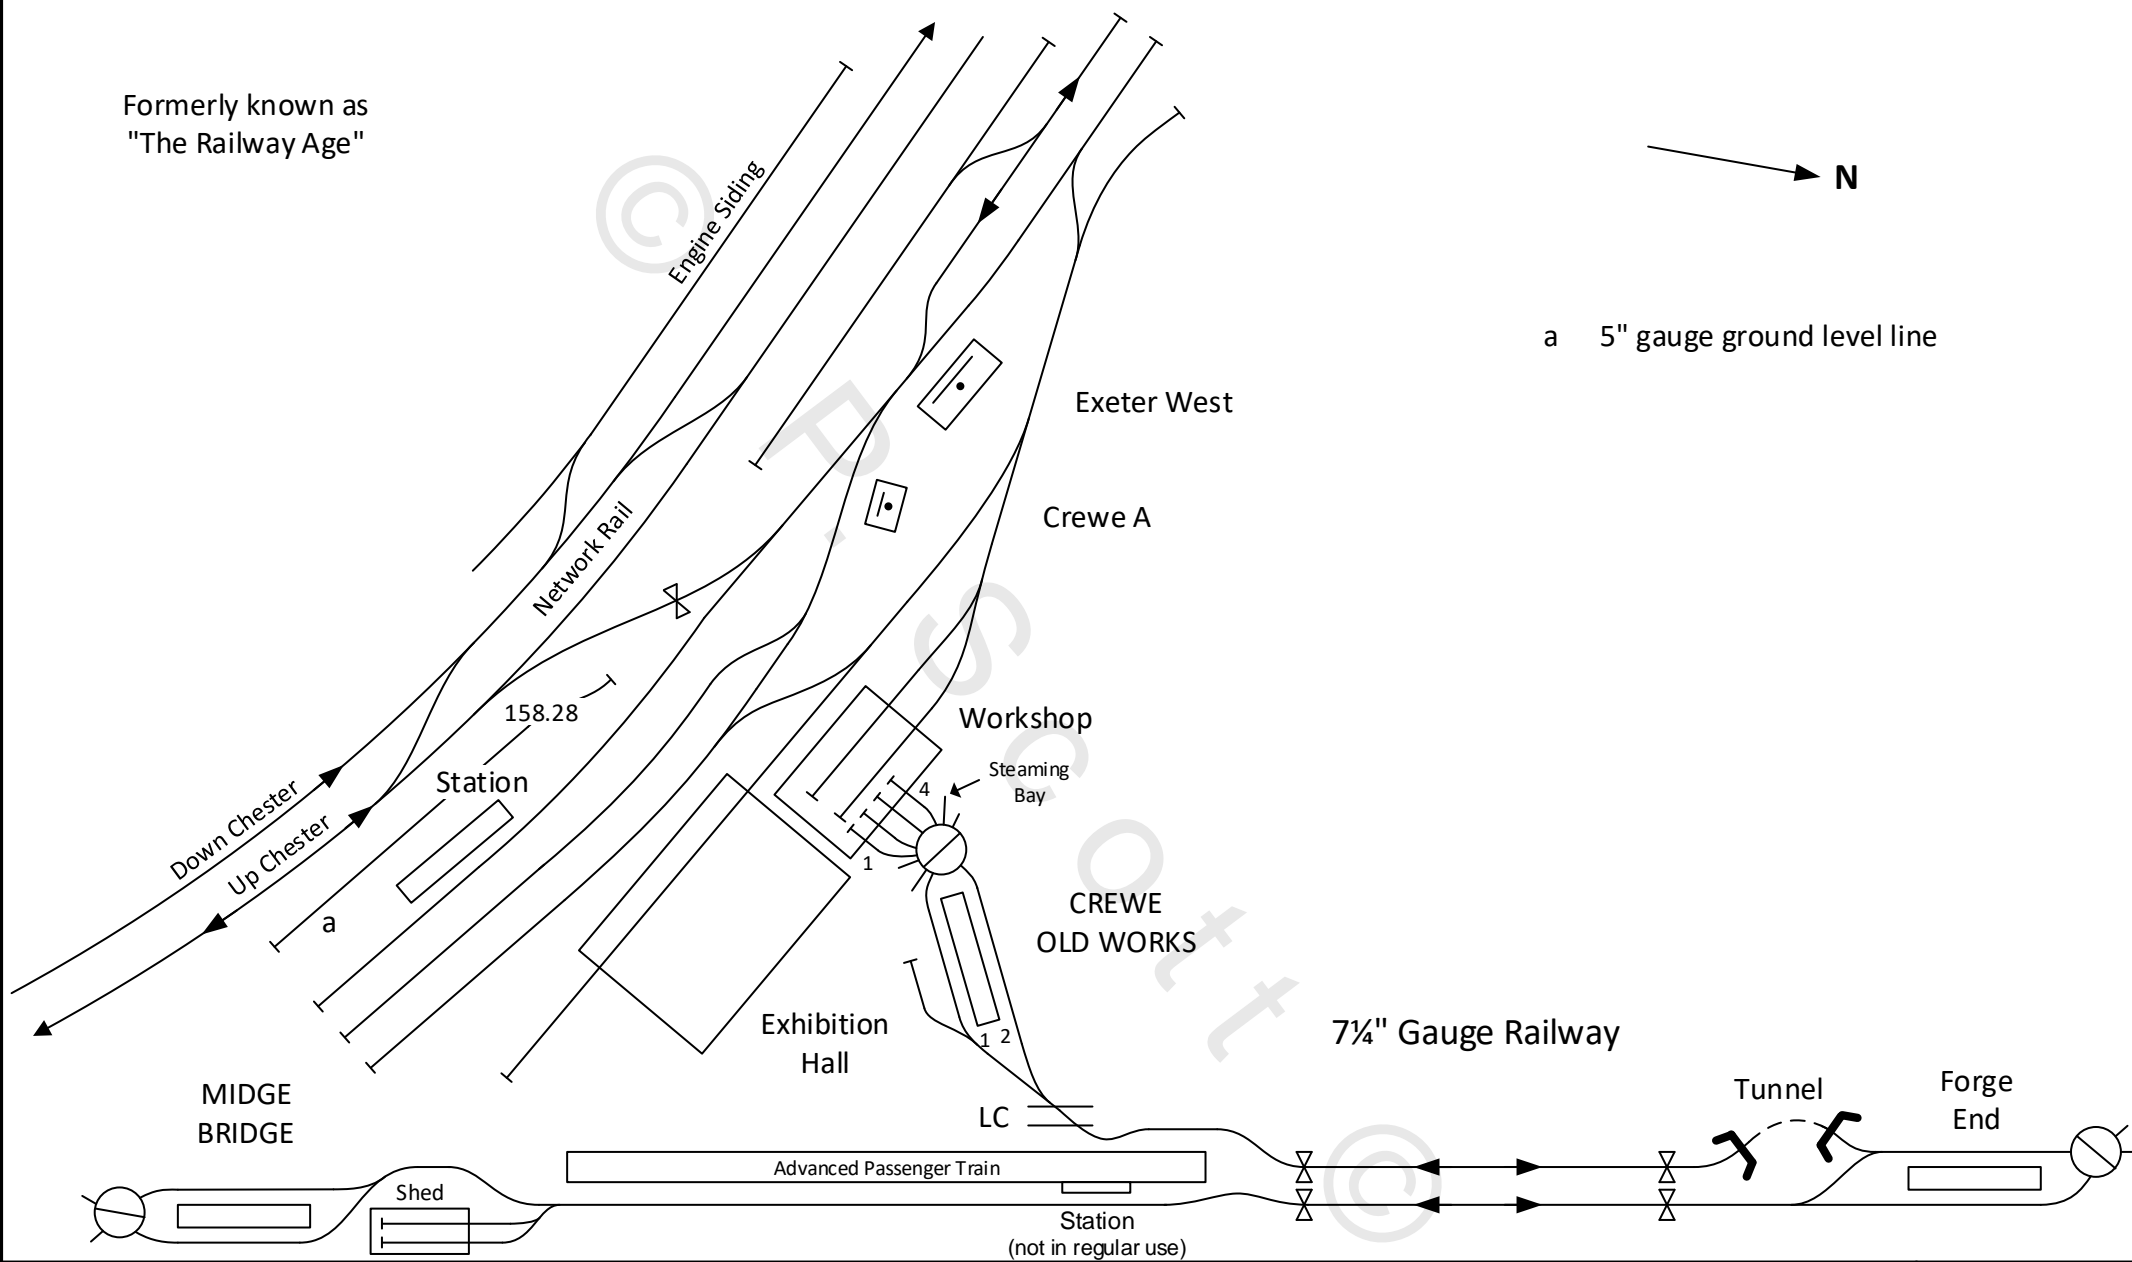 Formerly known as
"The Railway Age"
Engine Siding
N
a 5" gauge ground level line
Exeter West
Crewe A
Network Rail
158.28
Station
Workshop
Steaming
Bay
4
1
Down Chester
Up Chester
a
CREWE
OLD WORKS
1 2
Exhibition
Hall
7¼" Gauge Railway
LC
MIDGE
BRIDGE
Tunnel
Forge
End
Advanced Passenger Train
Shed
Station
(not in regular use)
© P. Scott ©